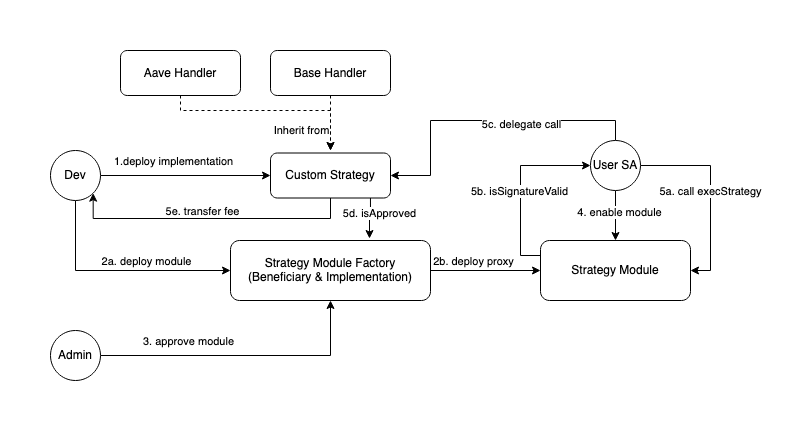 Aave Handler
Base Handler
5c. delegate call
Inherit from
1.deploy implementation
Dev
Custom Strategy
User SA
5b. isSignatureValid
5a. call execStrategy
5e. transfer fee
5d. isApproved
4. enable module
2a. deploy module
Strategy Module Factory
(Beneficiary & Implementation)
2b. deploy proxy
Strategy Module
3. approve module
Admin